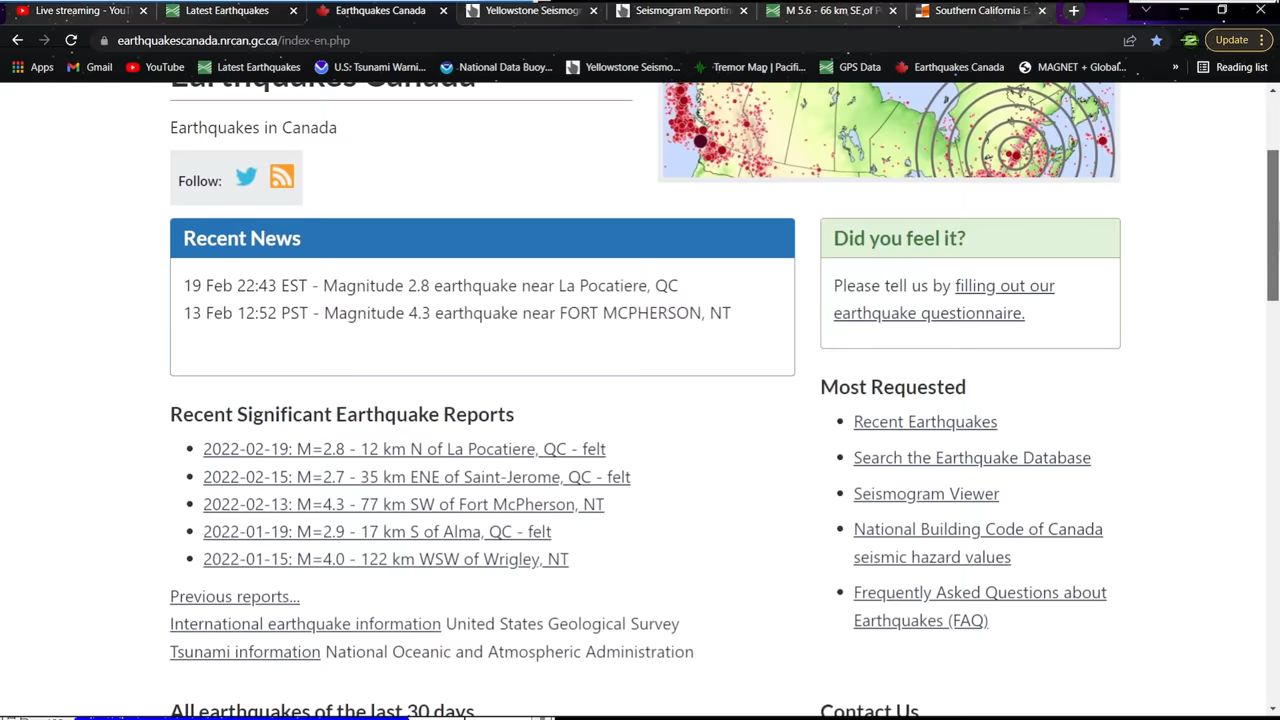 Live streaming - YouT
Latest Earthquakes
Earthquakes Canada
Yellowstone Seismog
Seismogram Reportin
M 5.6 - 66 km SE of P
Southern California E
earthquakescanada.nrcan.gc.ca/index-en.php
Update
Apps
Gmail
YouTube
Latest Earthquakes
U.S. Tsunami Warni...
National Data Buoy...
Yellowstone Seismo...
Tremor Map | Pacifi...
GPS Data
Earthquakes Canada
MAGNET + Global...
»
Reading list
Earthquakes Canada
Earthquakes in Canada
Follow:
Recent News
19 Feb 22:43 EST - Magnitude 2.8 earthquake near La Pocatiere, QC
13 Feb 12:52 PST - Magnitude 4.3 earthquake near FORT MCPHERSON, NT
Did you feel it?
Please tell us by filling out our
earthquake questionnaire.
Recent Significant Earthquake Reports
2022-02-19: M=2.8 - 12 km N of La Pocatiere, QC - felt
2022-02-15: M=2.7 - 35 km ENE of Saint-Jerome, QC - felt
2022-02-13: M=4.3 - 77 km SW of Fort McPherson, NT
2022-01-19: M=2.9 - 17 km S of Alma, QC - felt
2022-01-15: M=4.0 - 122 km WSW of Wrigley, NT
Previous reports...
International earthquake information United States Geological Survey
Tsunami information National Oceanic and Atmospheric Administration
Most Requested
Recent Earthquakes
Search the Earthquake Database
Seismogram Viewer
National Building Code of Canada
seismic hazard values
Frequently Asked Questions about
Earthquakes (FAQ)
All earthquakes of the last 30 days
Contact Us